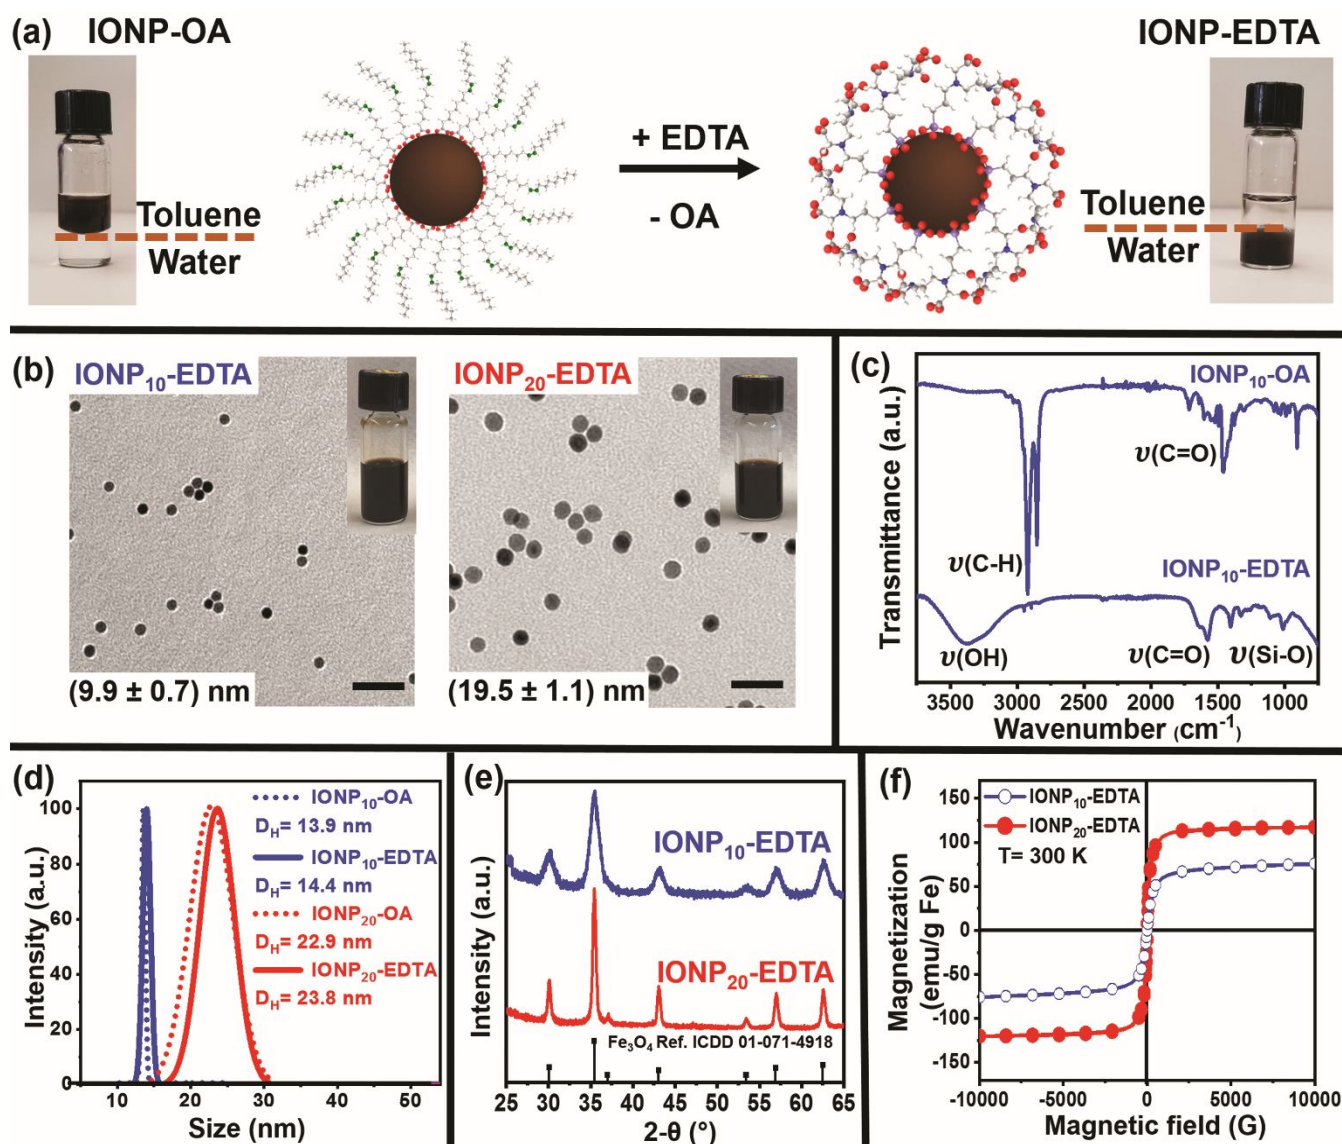 (a)
IONP-OA
Toluene
Water
+ EDTA
- OA
IONP-EDTA
Toluene
Water
(b)
IONP₁₀-EDTA
(9.9 ± 0.7) nm
IONP₂₀-EDTA
(19.5 ± 1.1) nm
(c)
Transmittance (a.u.)
IONP₁₀-OA
υ(C=O)
υ(C-H)
IONP₁₀-EDTA
υ(OH)
υ(C=O)
υ(Si-O)
3500 3000 2500 2000 1500 1000
Wavenumber (cm⁻¹)
(d)
Intensity (a.u.)
100
80
60
40
20
0
IONP₁₀-OA
D_H= 13.9 nm
IONP₁₀-EDTA
D_H= 14.4 nm
IONP₂₀-OA
D_H= 22.9 nm
IONP₂₀-EDTA
D_H= 23.8 nm
10 20 30 40 50
Size (nm)
(e)
Intensity (a.u.)
IONP₁₀-EDTA
IONP₂₀-EDTA
Fe₃O₄ Ref. ICDD 01-071-4918
25 30 35 40 45 50 55 60 65
2-θ (°)
(f)
Magnetization
(emu/g Fe)
150
100
50
0
-50
-100
-150
IONP₁₀-EDTA
IONP₂₀-EDTA
T= 300 K
-10000 -5000 0 5000 10000
Magnetic field (G)